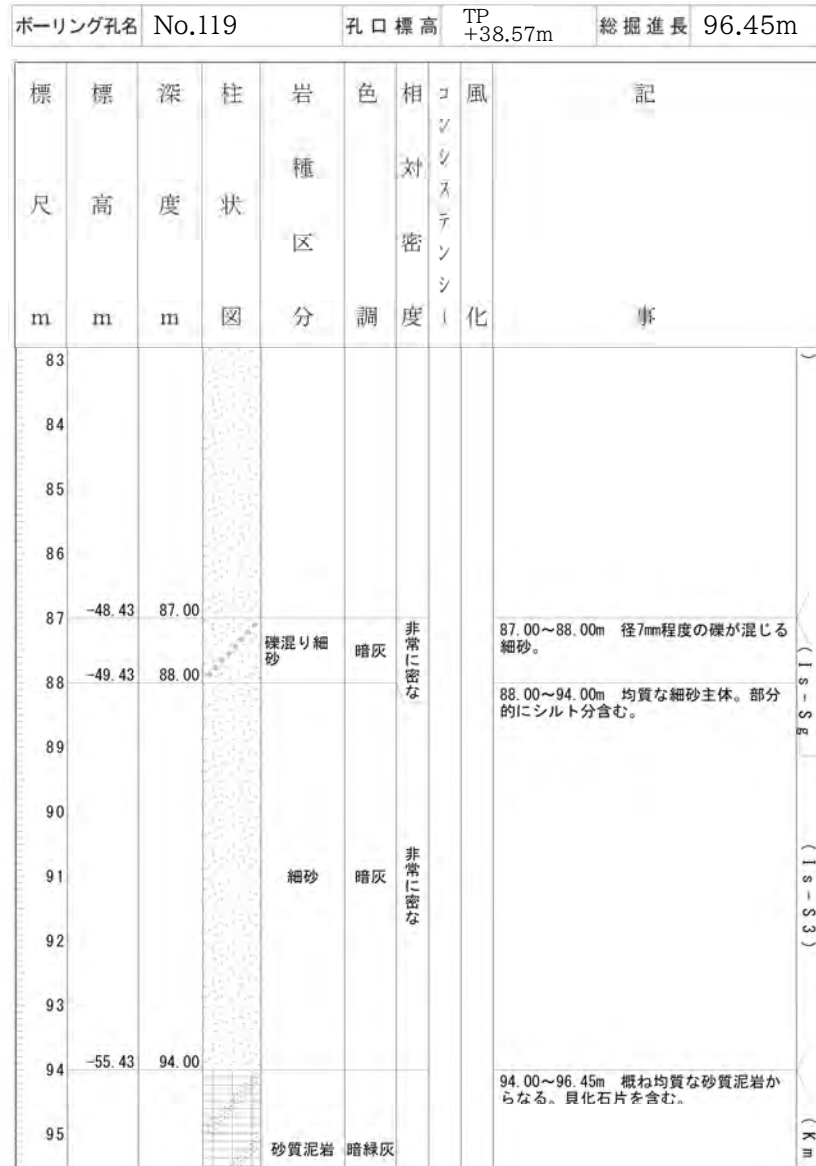 ボーリング孔名 No.119 孔口標高 TP +38.57m 総掘進長 96.45m
標尺 m
標高 m
深度 m
柱状図
岩種区分
色調
相対密度
コンシステンシー
風化
記事
83
84
85
86
87 -48.43 87.00
礫混り細砂 暗灰 非常に密な
87.00～88.00m 径7mm程度の礫が混じる
細砂。
88 -49.43 88.00
88.00～94.00m 均質な細砂主体。部分
的にシルト分含む。
(Is-Sg
89
90
91 細砂 暗灰 非常に密な
(Is-S3)
92
93
94 -55.43 94.00
94.00～96.45m 概ね均質な砂質泥岩か
らなる。貝化石片を含む。
95
砂質泥岩 暗緑灰
(Km